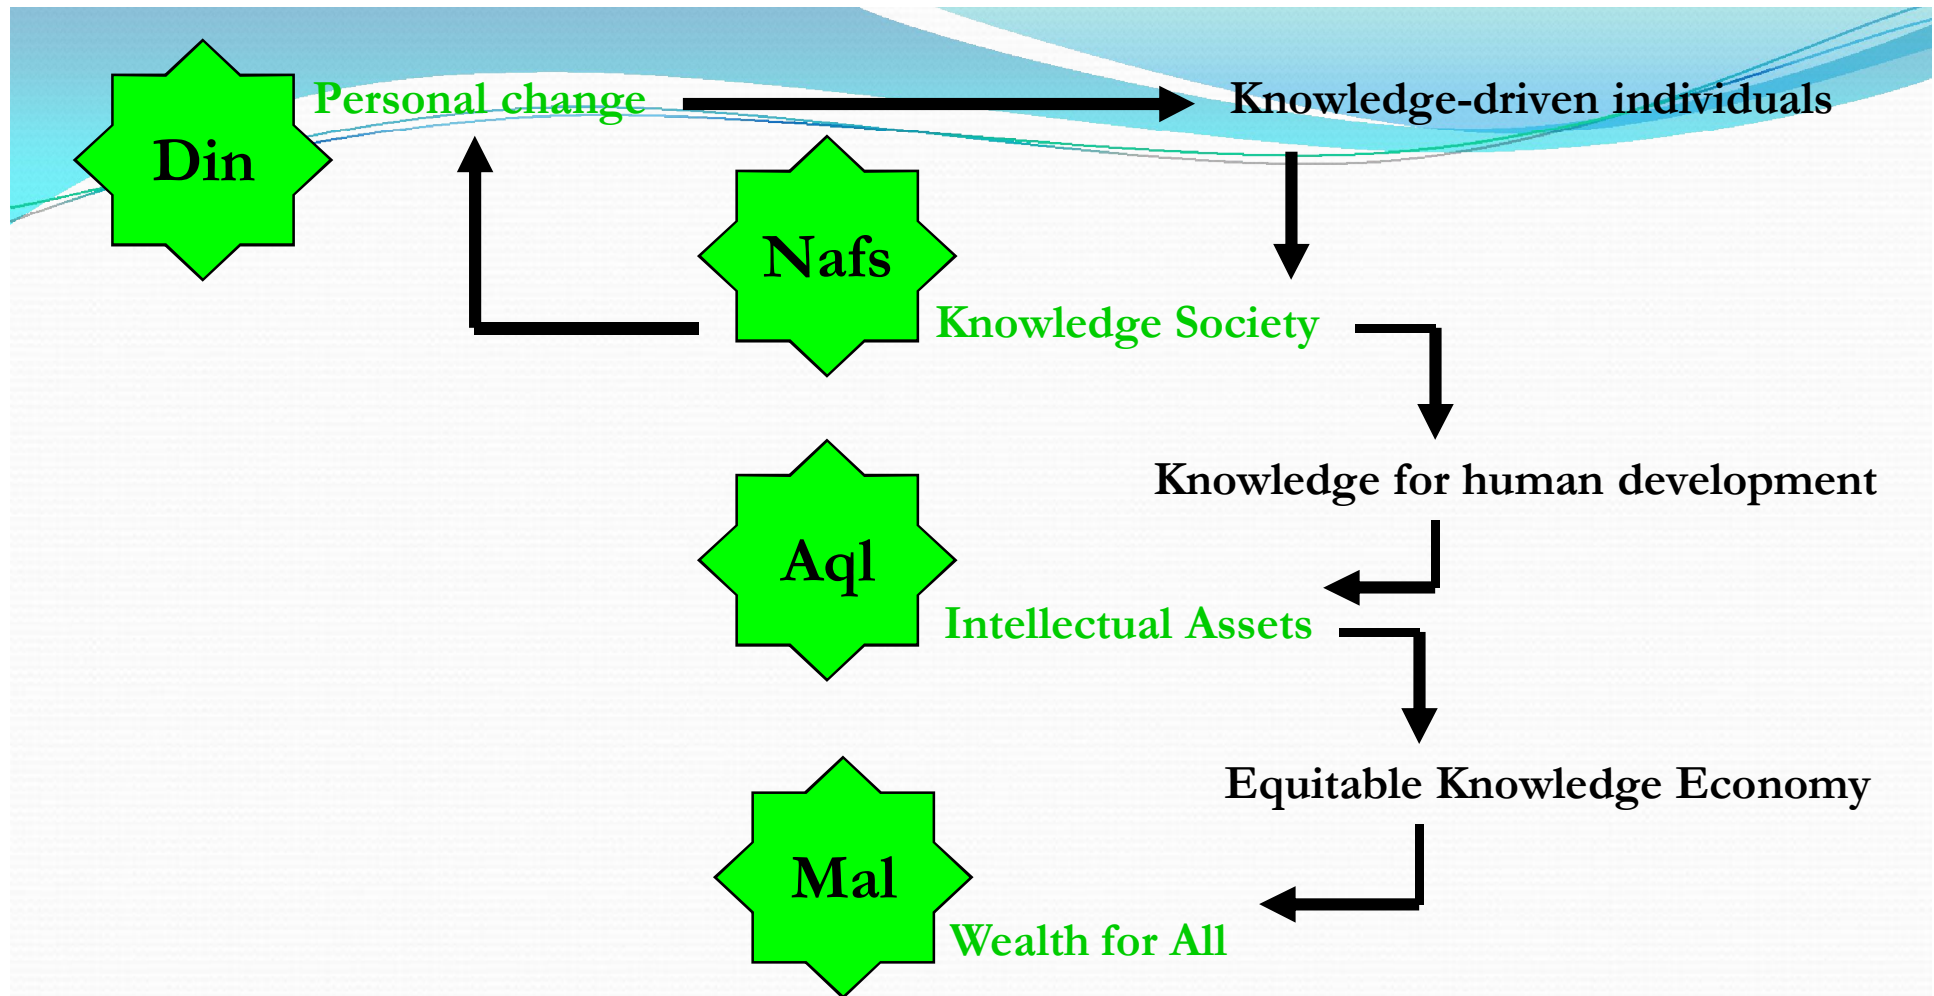 Din
Personal change
Knowledge-driven individuals
Nafs
Knowledge Society
Knowledge for human development
Aql
Intellectual Assets
Equitable Knowledge Economy
Mal
Wealth for All